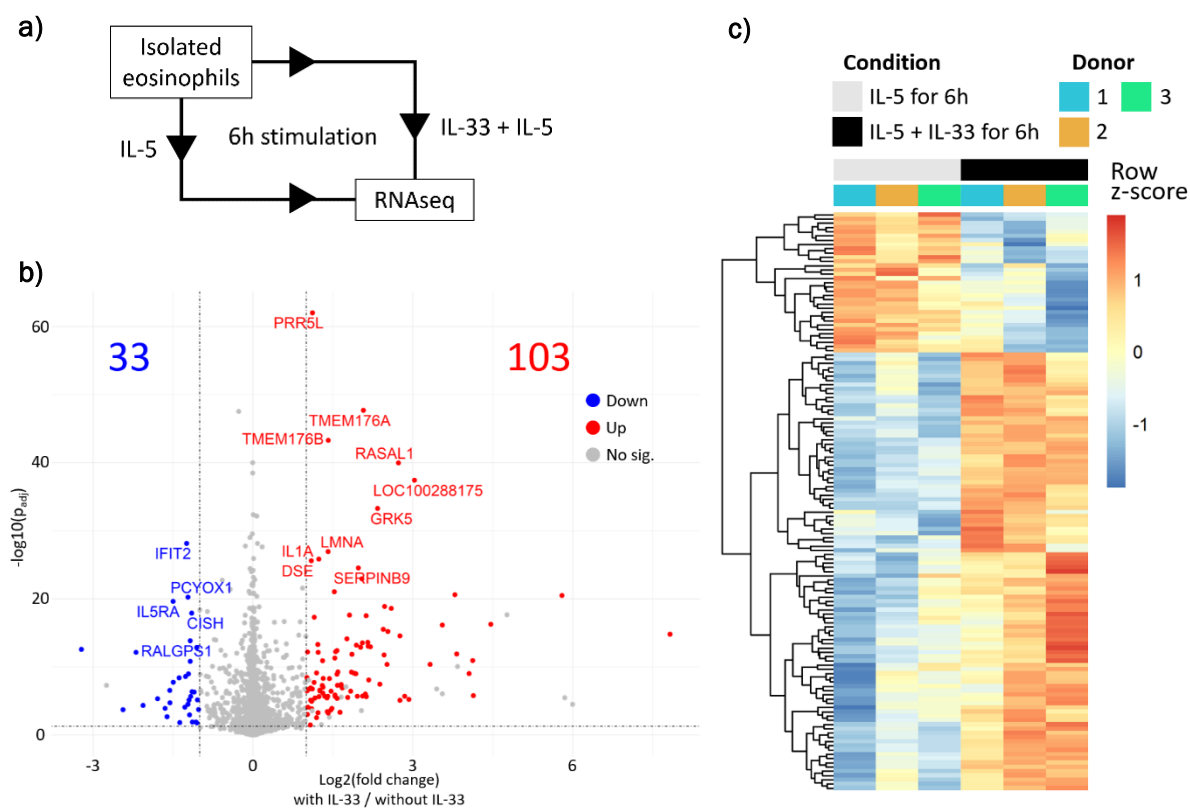 a)
Isolated
eosinophils
IL-5
6h stimulation
IL-33 + IL-5
RNAseq
b)
33
103
PRR5L
TMEM176A
TMEM176B
RASAL1
LOC100288175
GRK5
LMNA
IL1A
DSE
SERPINB9
IFIT2
PCYOX1
IL5RA
CISH
RALGPS1
Down
Up
No sig.
60
40
20
0
-log10(padj)
-3
0
3
6
Log2(fold change)
with IL-33 / without IL-33
c)
Condition
IL-5 for 6h
IL-5 + IL-33 for 6h
Donor
1
3
2
Row
z-score
1
0
-1